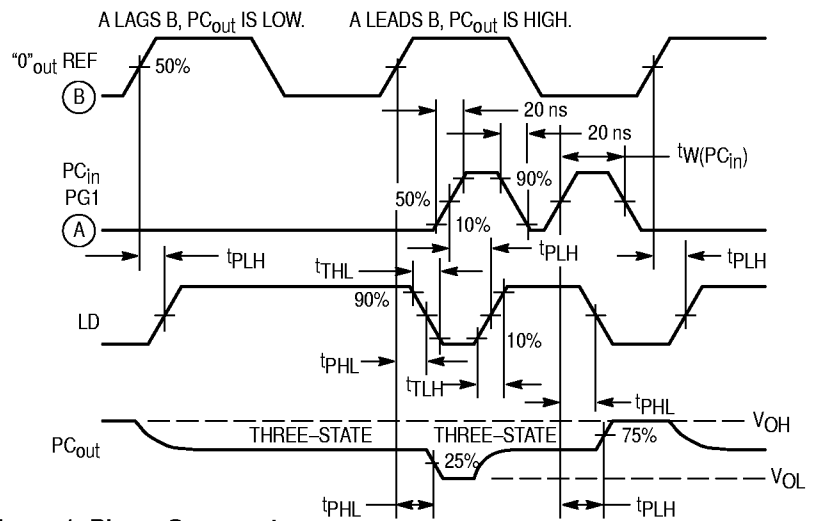 A LAGS B, PCout IS LOW.
A LEADS B, PCout IS HIGH.
“0”out REF
50%
B
20 ns
20 ns
tW(PCin)
PCin
PG1
50%
90%
A
10%
tPLH
tPLH
tPLH
tTHL
90%
LD
10%
tPHL
tTLH
tPHL
VOH
PCout
THREE–STATE
THREE–STATE
75%
25%
VOL
tPHL
tPLH